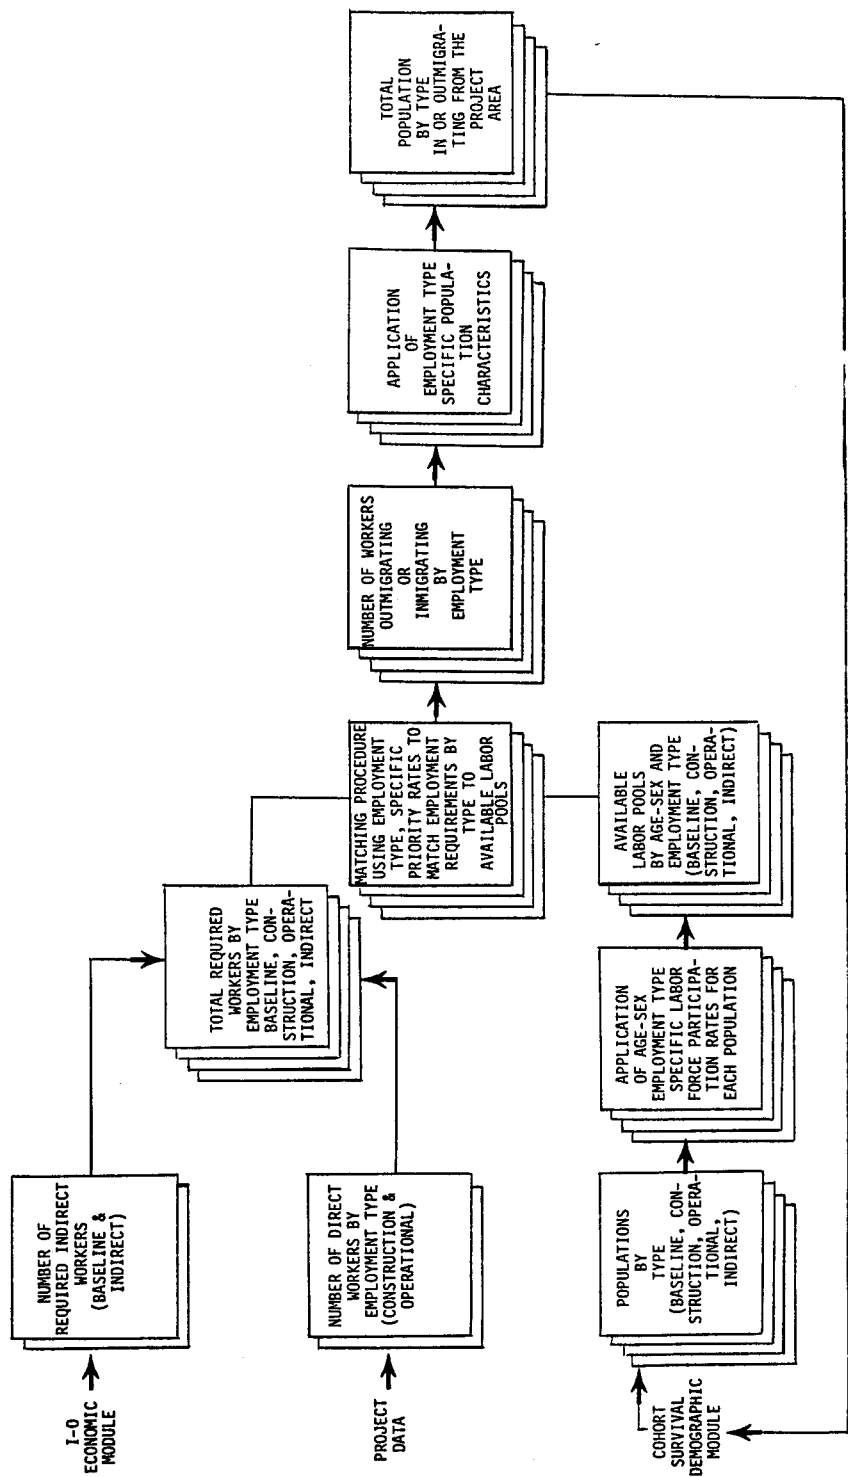 I-O
ECONOMIC
MODULE
NUMBER OF
REQUIRED INDIRECT
WORKERS
(BASELINE &
INDIRECT)
PROJECT
DATA
NUMBER OF DIRECT
WORKERS BY
EMPLOYMENT TYPE
(CONSTRUCTION &
OPERATIONAL)
TOTAL REQUIRED
WORKERS BY
EMPLOYMENT TYPE
BASELINE, CON-
STRUCTION, OPERA-
TIONAL, INDIRECT
COHORT
SURVIVAL
DEMOGRAPHIC
MODULE
POPULATIONS
BY
TYPE
(BASELINE, CON-
STRUCTION, OPERA-
TIONAL,
INDIRECT)
APPLICATION
OF AGE-SEX
EMPLOYMENT TYPE
SPECIFIC LABOR
FORCE PARTICIPA-
TION RATES FOR
EACH POPULATION
AVAILABLE
LABOR POOLS
BY AGE-SEX AND
EMPLOYMENT TYPE
(BASELINE, CON-
STRUCTION, OPERA-
TIONAL, INDIRECT)
MATCHING PROCEDURE
USING EMPLOYMENT
TYPE, SPECIFIC
PRIORITY RATES TO
MATCH EMPLOYMENT
REQUIREMENTS BY
TYPE TO
AVAILABLE LABOR
POOLS
NUMBER OF WORKERS
OUTMIGRATING
OR
INMIGRATING
BY
EMPLOYMENT
TYPE
APPLICATION
OF
EMPLOYMENT TYPE
SPECIFIC POPULA-
TION
CHARACTERISTICS
TOTAL
POPULATION
BY TYPE
IN OR OUTMIGRA-
TING FROM THE
PROJECT
AREA